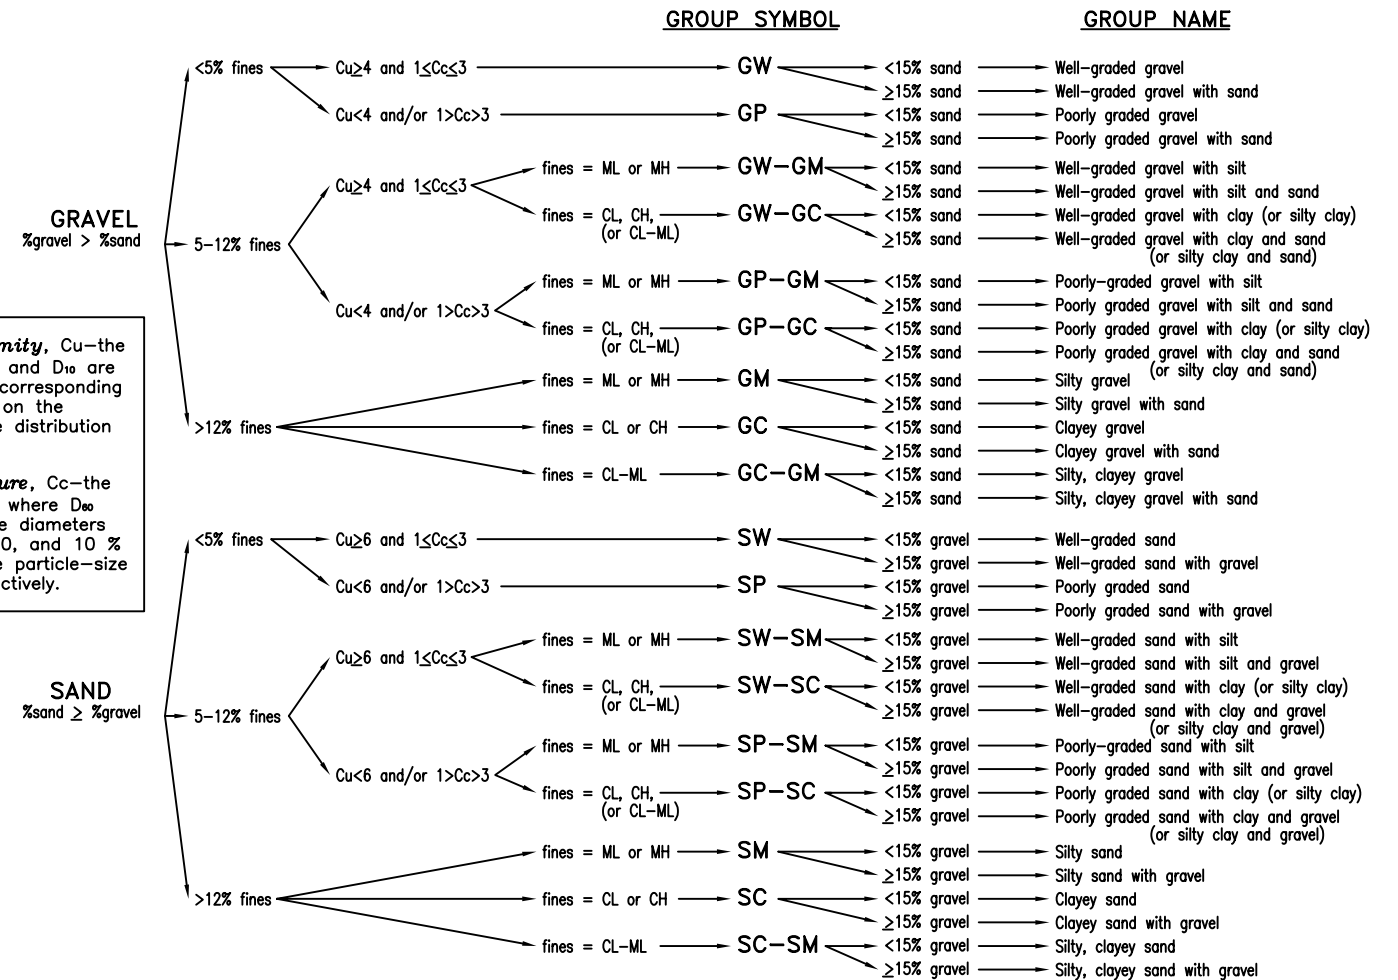 GROUP SYMBOL GROUP NAME
<5% fines Cu≥4 and 1≤Cc≤3 GW <15% sand Well-graded gravel
≥15% sand Well-graded gravel with sand
Cu<4 and/or 1>Cc>3 GP <15% sand Poorly graded gravel
≥15% sand Poorly graded gravel with sand
fines = ML or MH GW-GM <15% sand Well-graded gravel with silt
Cu≥4 and 1≤Cc≤3 ≥15% sand Well-graded gravel with silt and sand
GRAVEL fines = CL, CH, GW-GC <15% sand Well-graded gravel with clay (or silty clay)
(or CL-ML)
%gravel > %sand 5-12% fines ≥15% sand Well-graded gravel with clay and sand
(or silty clay and sand)
fines = ML or MH GP-GM <15% sand Poorly-graded gravel with silt
Cu<4 and/or 1>Cc>3 ≥15% sand Poorly graded gravel with silt and sand
fines = CL, CH, GP-GC <15% sand Poorly graded gravel with clay (or silty clay)
(or CL-ML) ≥15% sand Poorly graded gravel with clay and sand
(or silty clay and sand)
fines = ML or MH GM <15% sand Silty gravel
≥15% sand Silty gravel with sand
>12% fines fines = CL or CH GC <15% sand Clayey gravel
≥15% sand Clayey gravel with sand
fines = CL-ML GC-GM <15% sand Silty, clayey gravel
≥15% sand Silty, clayey gravel with sand
mity, Cu-the
and D10 are
corresponding
on the
e distribution
ure, Cc-the
where D60
e diameters
0, and 10 %
e particle-size
ctively.
<5% fines Cu≥6 and 1≤Cc≤3 SW <15% gravel Well-graded sand
≥15% gravel Well-graded sand with gravel
Cu<6 and/or 1>Cc>3 SP <15% gravel Poorly graded sand
≥15% gravel Poorly graded sand with gravel
fines = ML or MH SW-SM <15% gravel Well-graded sand with silt
Cu≥6 and 1≤Cc≤3 ≥15% gravel Well-graded sand with silt and gravel
SAND fines = CL, CH, SW-SC <15% gravel Well-graded sand with clay (or silty clay)
(or CL-ML)
%sand ≥ %gravel 5-12% fines ≥15% gravel Well-graded sand with clay and gravel
(or silty clay and gravel)
fines = ML or MH SP-SM <15% gravel Poorly-graded sand with silt
Cu<6 and/or 1>Cc>3 ≥15% gravel Poorly graded sand with silt and gravel
fines = CL, CH, SP-SC <15% gravel Poorly graded sand with clay (or silty clay)
(or CL-ML) ≥15% gravel Poorly graded sand with clay and gravel
(or silty clay and gravel)
fines = ML or MH SM <15% gravel Silty sand
≥15% gravel Silty sand with gravel
>12% fines fines = CL or CH SC <15% gravel Clayey sand
≥15% gravel Clayey sand with gravel
fines = CL-ML SC-SM <15% gravel Silty, clayey sand
≥15% gravel Silty, clayey sand with gravel